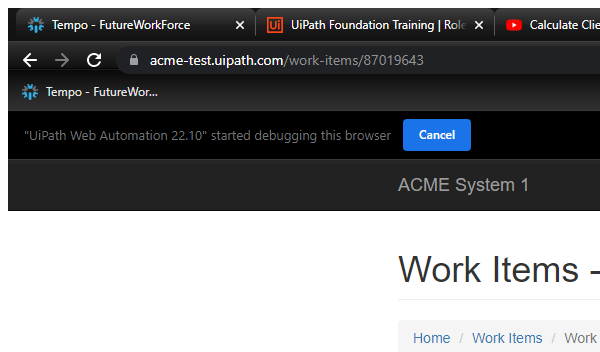 Tempo - FutureWorkForce
UiPath Foundation Training | Role
Calculate Clie
acme-test.uipath.com/work-items/87019643
Tempo - FutureWor...
"UiPath Web Automation 22.10" started debugging this browser
Cancel
ACME System 1
Work Items -
Home / Work Items / Work